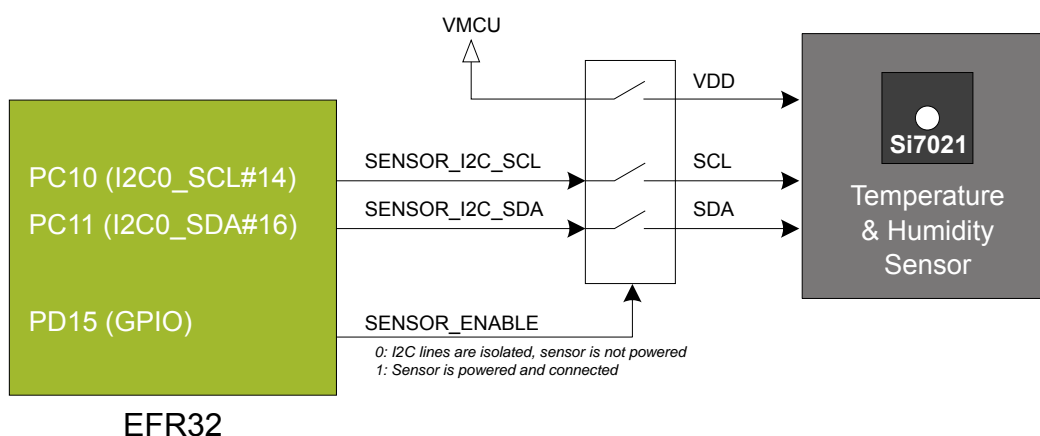 VMCU
VDD
Si7021
PC10 (I2C0_SCL#14)
SENSOR_I2C_SCL
SCL
PC11 (I2C0_SDA#16)
SENSOR_I2C_SDA
SDA
Temperature
& Humidity
Sensor
PD15 (GPIO)
SENSOR_ENABLE
0: I2C lines are isolated, sensor is not powered
1: Sensor is powered and connected
EFR32